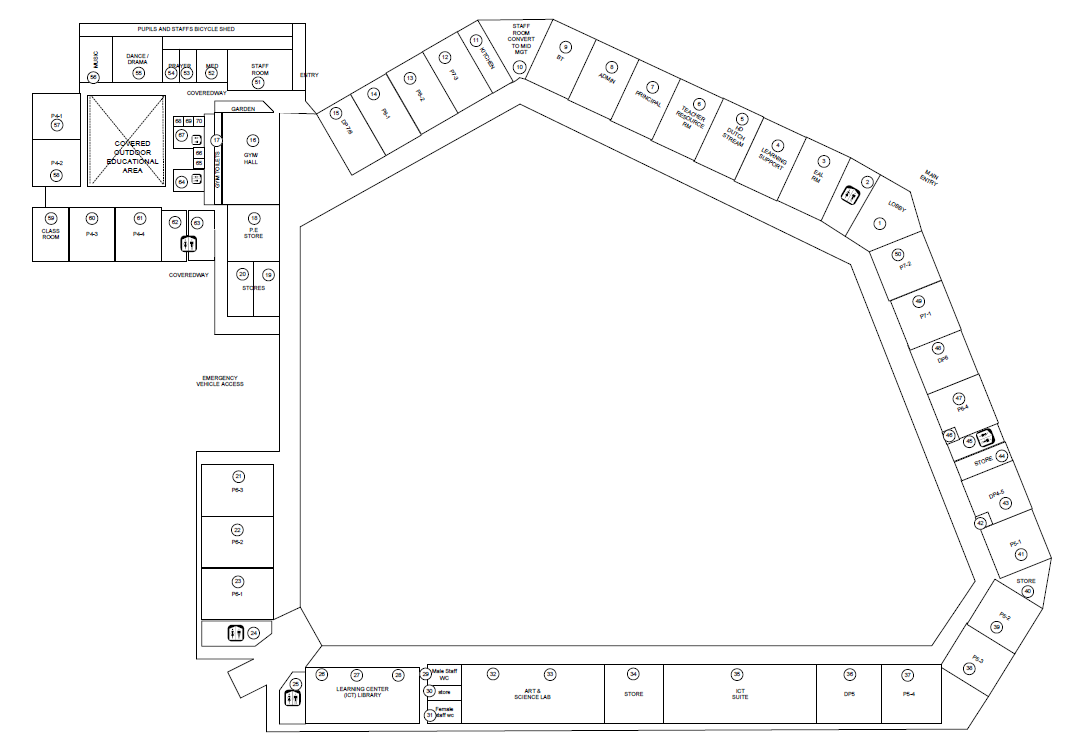 PUPILS AND STAFFS BICYCLE SHED
MUSIC
56
DANCE /
DRAMA
55
PRAYER
54
53
MED
52
STAFF
ROOM
51
ENTRY
COVEREDWAY
GARDEN
P4-1
57
P4-2
58
COVERED
OUTDOOR
EDUCATIONAL
AREA
68
69
70
67
66
65
64
17
GYM TOILETS
16
GYM
HALL
59
CLASS
ROOM
60
P4-3
61
P4-4
62
63
18
P.E
STORE
COVEREDWAY
20
19
STORES
EMERGENCY
VEHICLE ACCESS
15
DP7/8
14
P8-1
13
P8-2
12
P7-3
11
KITCHEN
STAFF
ROOM
CONVERT
TO MID
MGT
10
9
BT
8
ADMIN
7
PRINCIPAL
6
TEACHER
RESOURCE
RM
5
HD
DUTCH
STREAM
4
LEARNING
SUPPORT
3
EAL
RM
2
MAIN
ENTRY
LOBBY
1
50
P7-2
49
P7-1
48
DP6
47
P6-4
46
45
STORE
44
DP4-5
43
42
P5-1
41
STORE
40
P5-2
39
P5-3
38
21
P6-3
22
P6-2
23
P6-1
24
25
26
27
28
LEARNING CENTER
(ICT) LIBRARY
29
Male Staff
WC
30
store
31
Female
staff wc
32
33
ART &
SCIENCE LAB
34
STORE
35
ICT
SUITE
36
DP5
37
P5-4